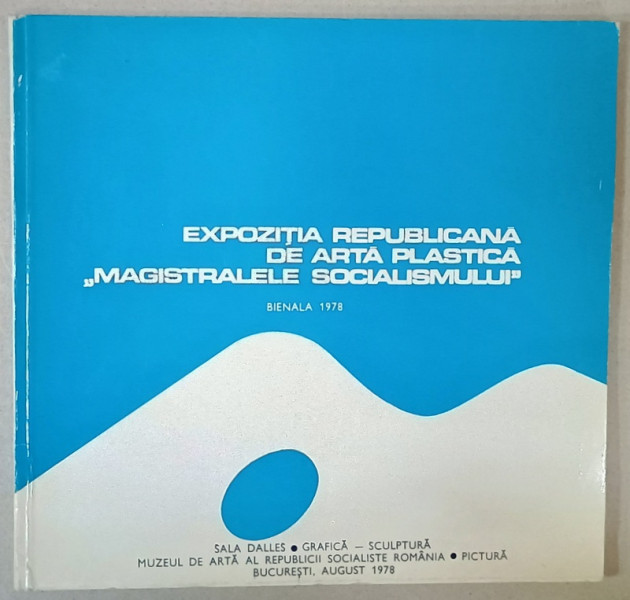 EXPOZIȚIA REPUBLICANĂ
DE ARTĂ PLASTICĂ
„MAGISTRALELE SOCIALISMULUI”
BIENALA 1978
SALA DALLES • GRAFICĂ — SCULPTURĂ
MUZEUL DE ARTĂ AL REPUBLICII SOCIALISTE ROMÂNIA • PICTURĂ
BUCUREȘTI, AUGUST 1978